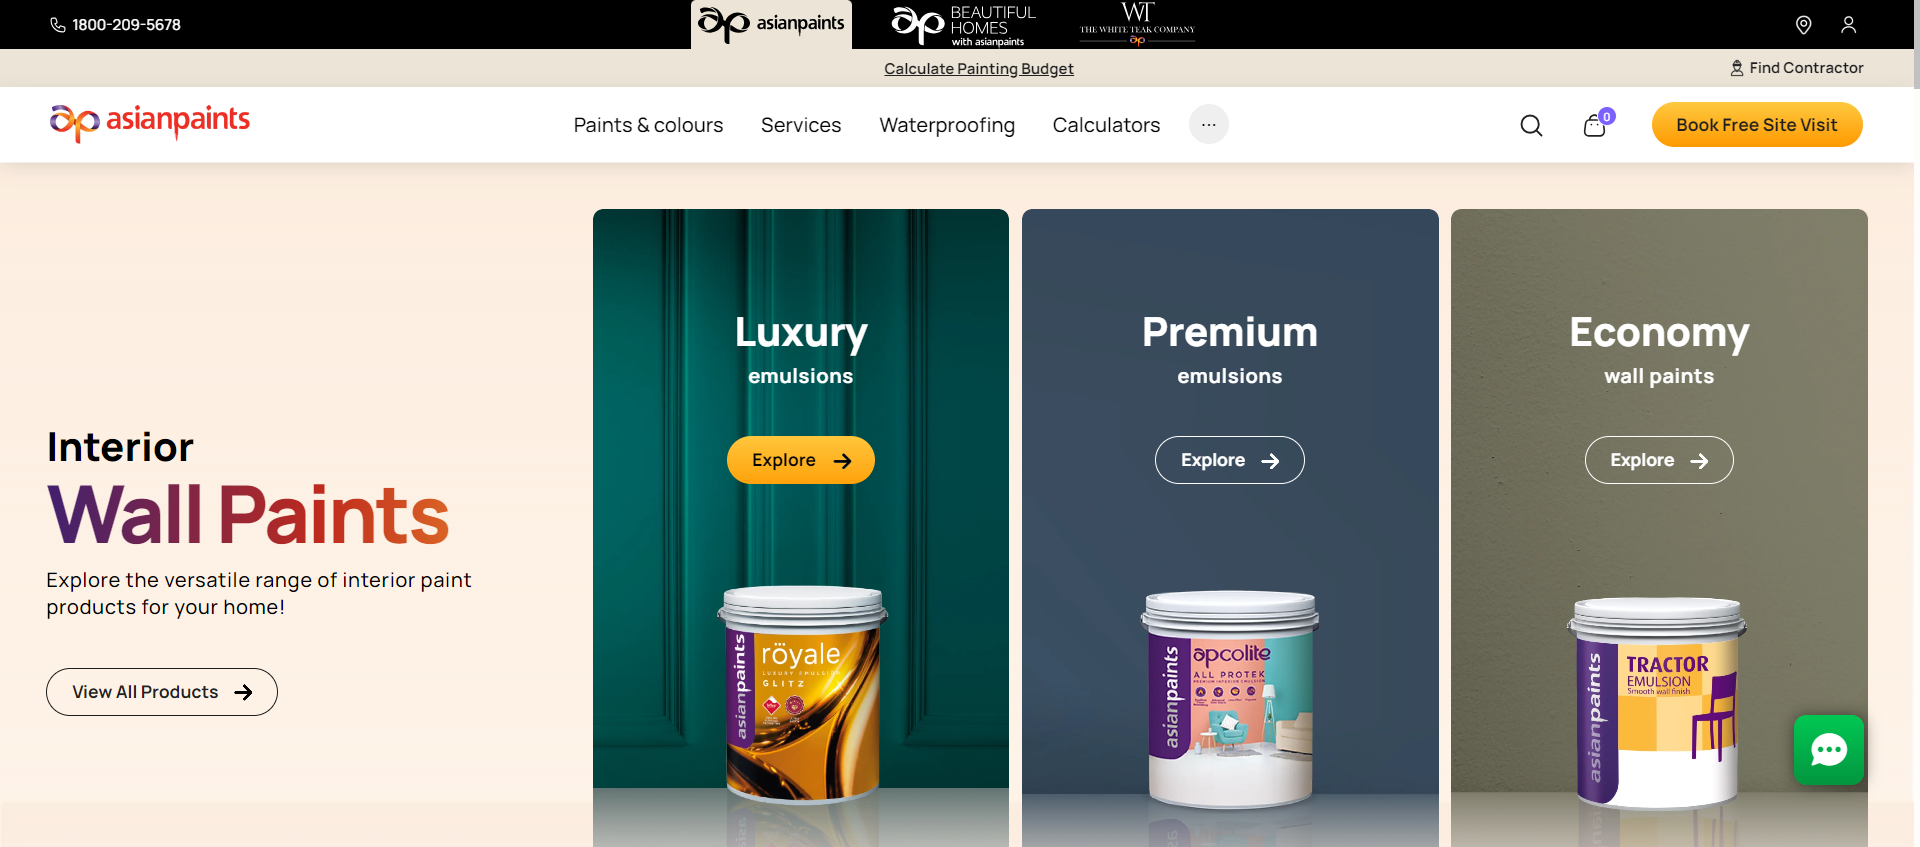 1800-209-5678
asianpaints
BEAUTIFUL
HOMES
with asianpaints
WT
THE WHITE TEAK COMPANY
Calculate Painting Budget
Find Contractor
asianpaints
Paints & colours
Services
Waterproofing
Calculators
...
0
Book Free Site Visit
Interior
Wall Paints
Explore the versatile range of interior paint
products for your home!
View All Products
Luxury
emulsions
Explore
asianpaints
röyale
LUXURY EMULSION
GLITZ
Premium
emulsions
Explore
asianpaints
apcolite
ALL PROTEK
PREMIUM INTERIOR EMULSION
Economy
wall paints
Explore
asianpaints
TRACTOR
EMULSION
Smooth wall finish